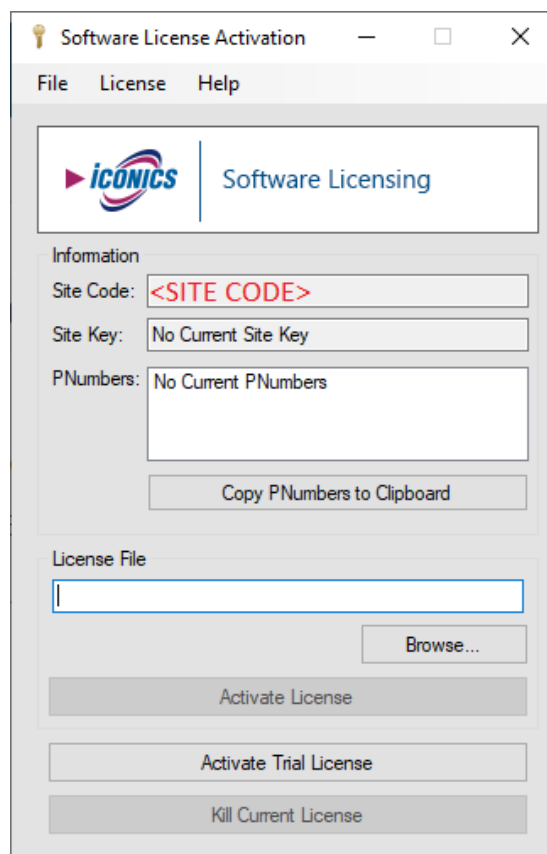 Software License Activation
File License Help
ICONICS Software Licensing
Information
Site Code: <SITE CODE>
Site Key: No Current Site Key
PNumbers: No Current PNumbers
Copy PNumbers to Clipboard
License File
Browse...
Activate License
Activate Trial License
Kill Current License